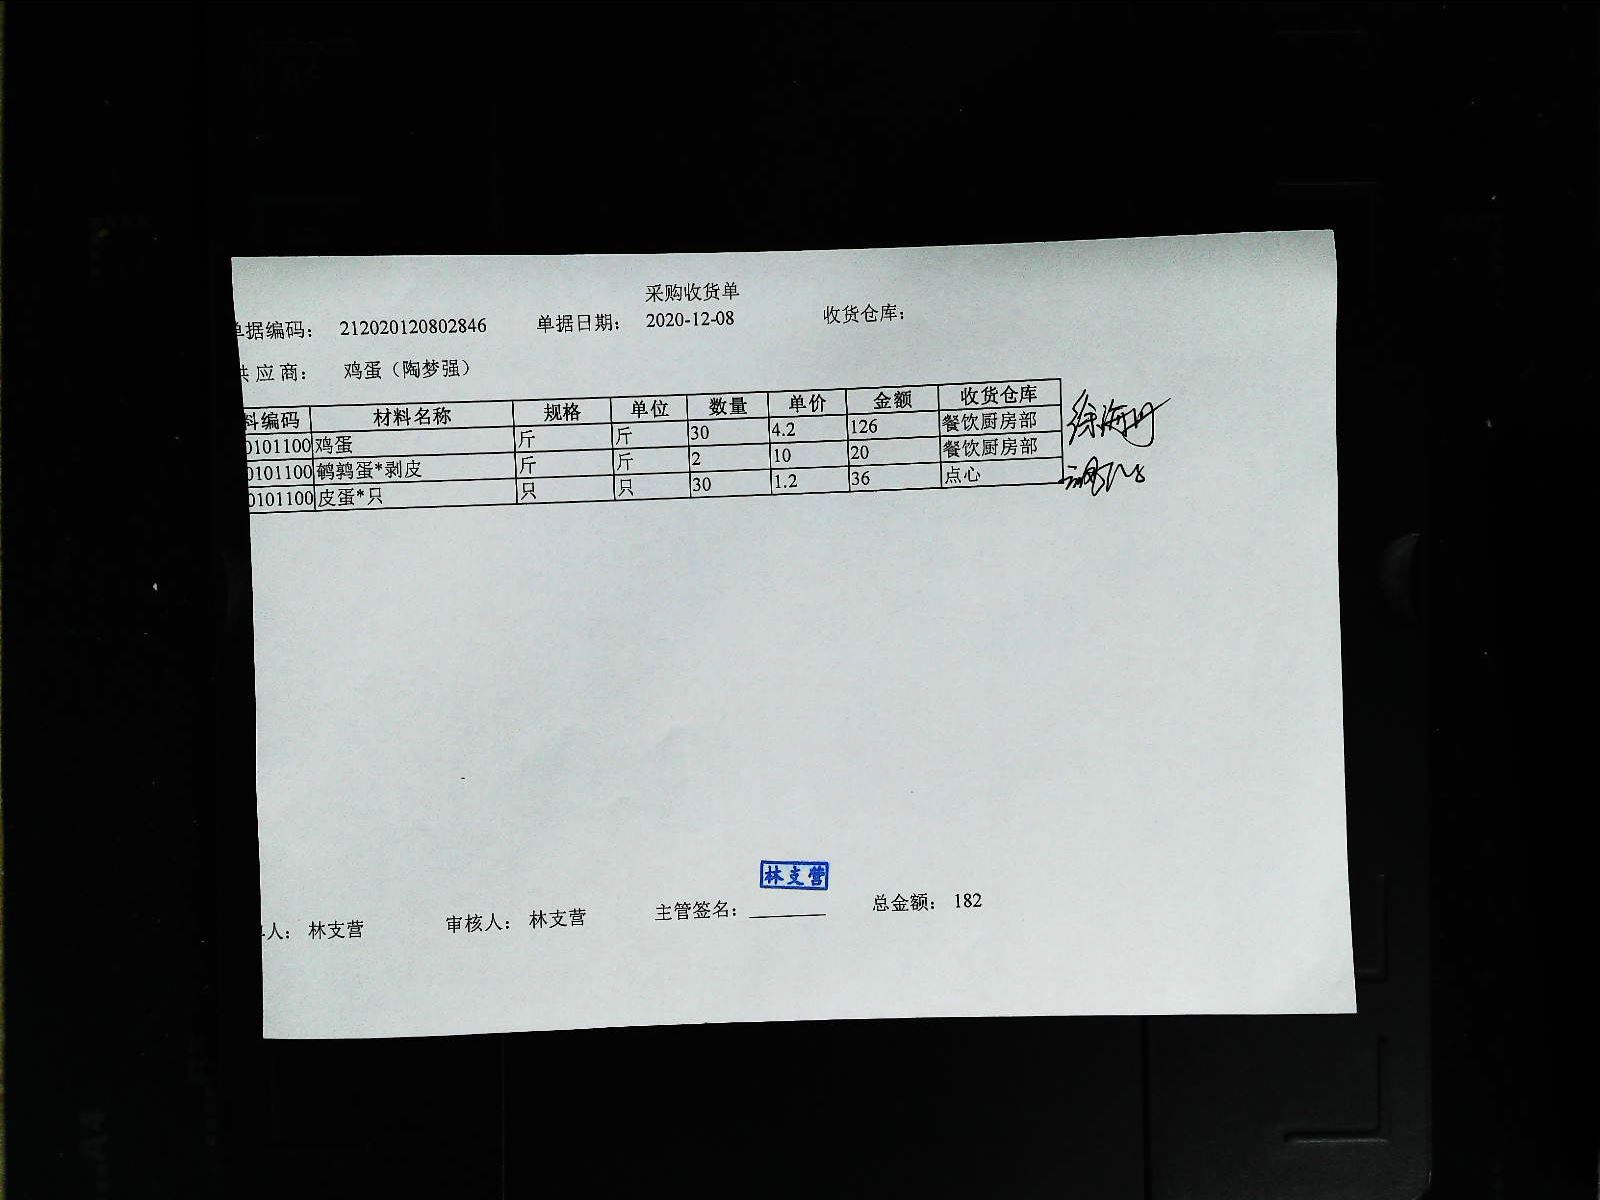 采购收货单
单据编码： 212020120802846 单据日期： 2020-12-08 收货仓库：
供应商： 鸡蛋（陶梦强）
料编码 材料名称 规格 单位 数量 单价 金额 收货仓库
0101100 鸡蛋 斤 斤 30 4.2 126 餐饮厨房部
0101100 鹌鹑蛋*剥皮 斤 斤 2 10 20 餐饮厨房部
0101100 皮蛋*只 只 只 30 1.2 36 点心
徐海丹
林支营
人： 林支营 审核人： 林支营 主管签名： 总金额： 182